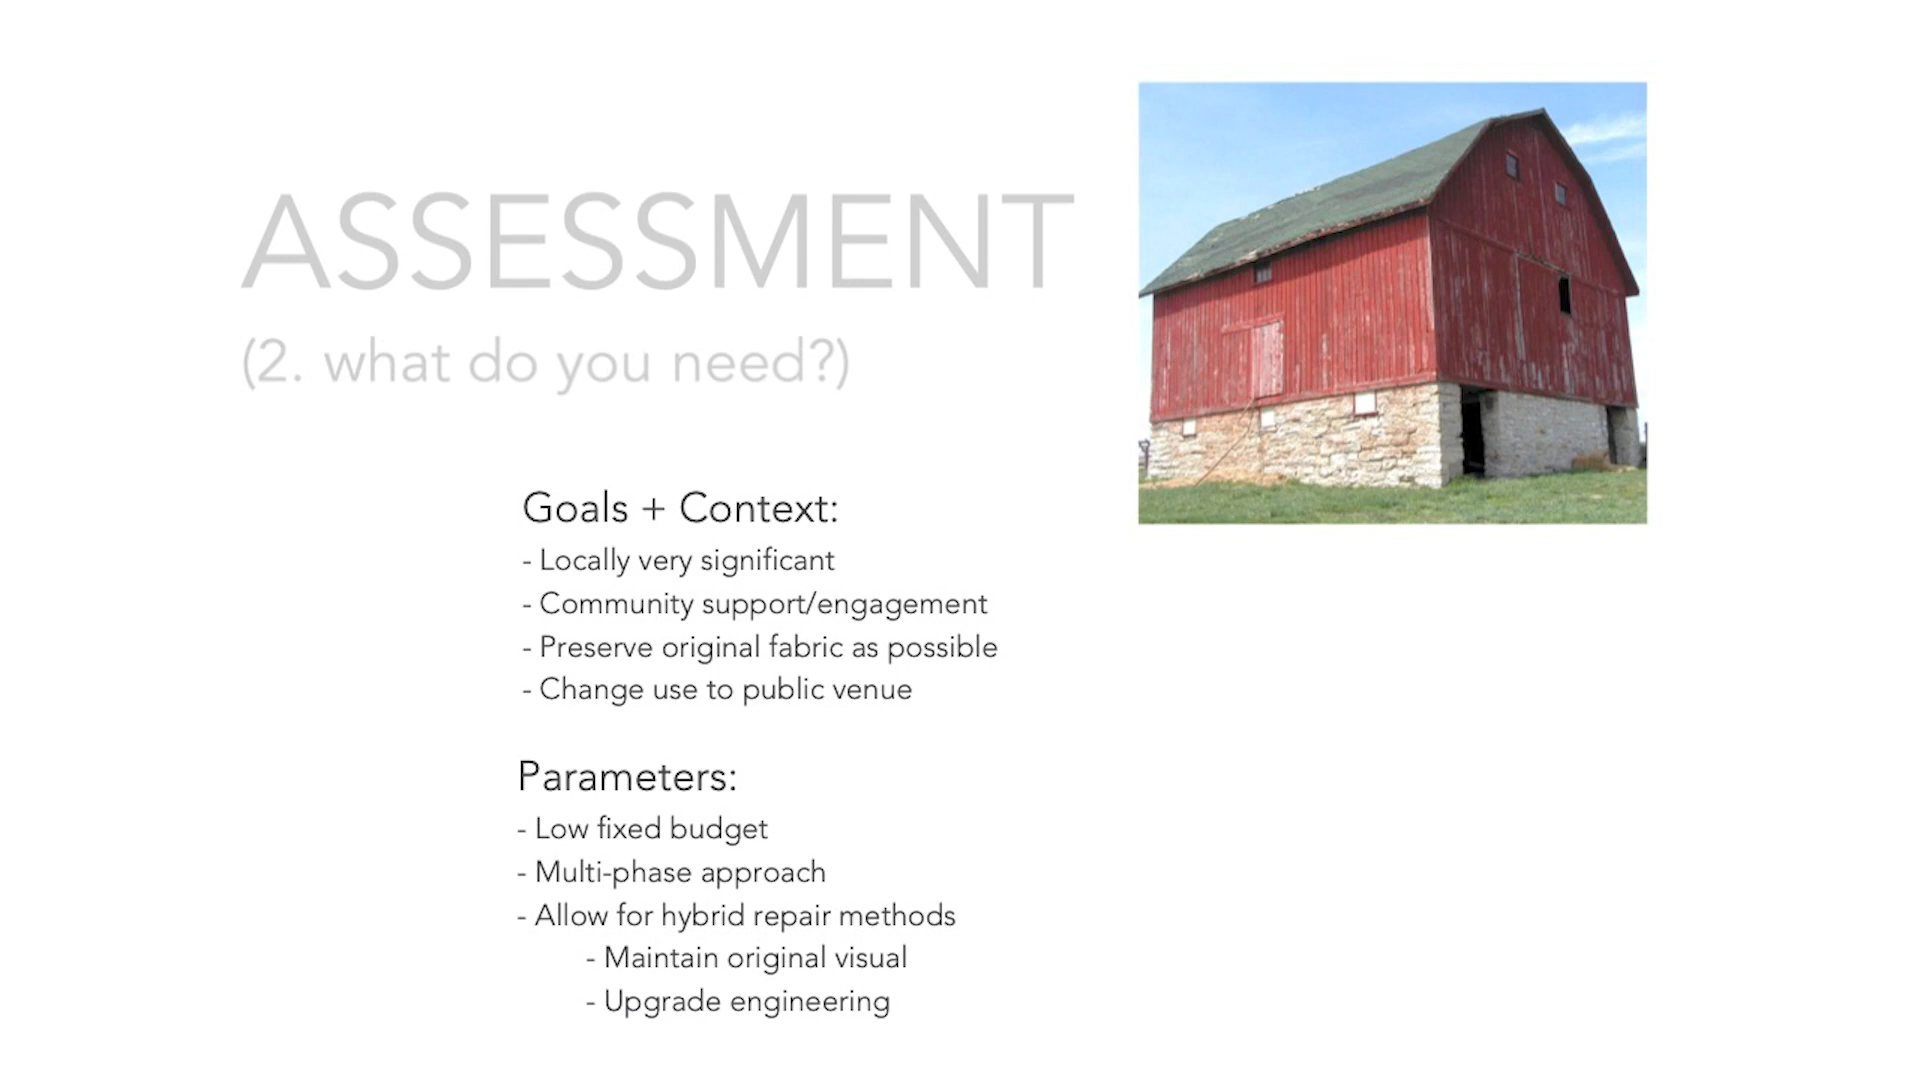 ASSESSMENT
(2. what do you need?)
Goals + Context:
- Locally very significant
- Community support/engagement
- Preserve original fabric as possible
- Change use to public venue
Parameters:
- Low fixed budget
- Multi-phase approach
- Allow for hybrid repair methods
- Maintain original visual
- Upgrade engineering